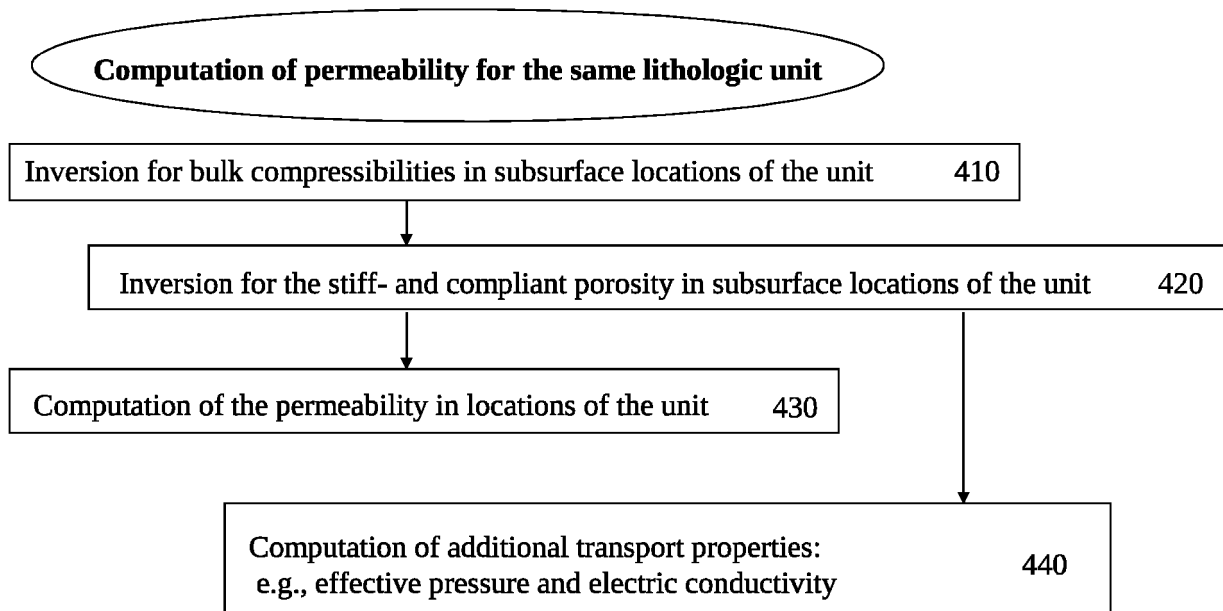 Computation of permeability for the same lithologic unit
Inversion for bulk compressibilities in subsurface locations of the unit 410
Inversion for the stiff- and compliant porosity in subsurface locations of the unit 420
Computation of the permeability in locations of the unit 430
Computation of additional transport properties:
e.g., effective pressure and electric conductivity 440